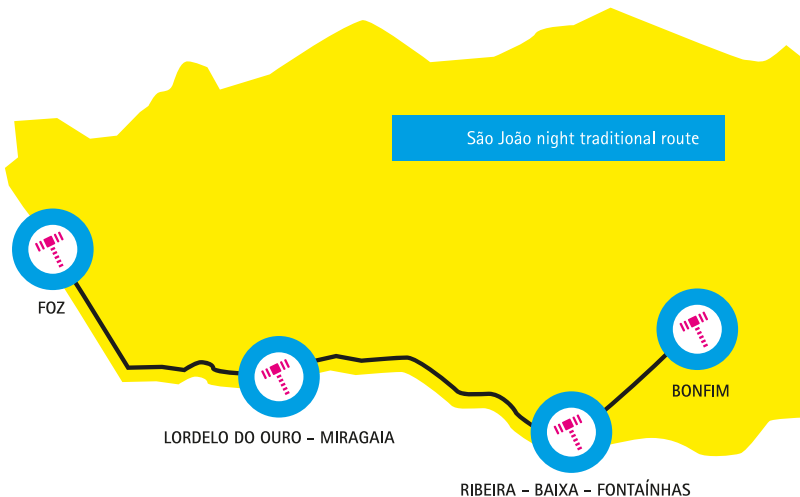 São João night traditional route
FOZ
BONFIM
LORDELO DO OURO – MIRAGAIA
RIBEIRA – BAIXA – FONTAÍNHAS